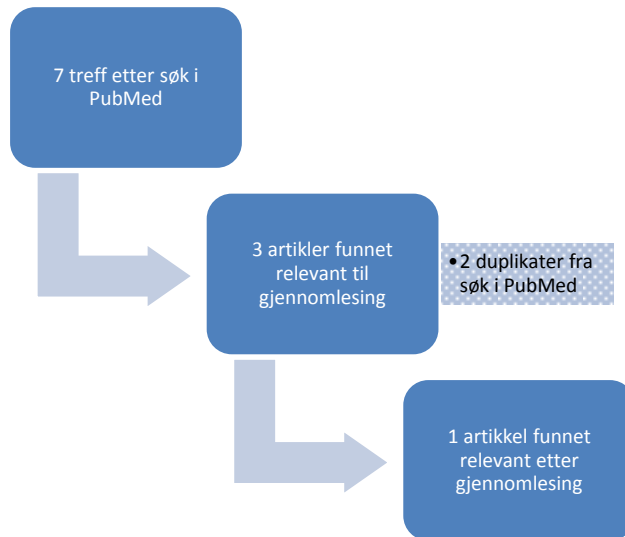 7 treff etter søk i
PubMed
3 artikler funnet
relevant til
gjennomlesing
•2 duplikater fra
søk i PubMed
1 artikkel funnet
relevant etter
gjennomlesing